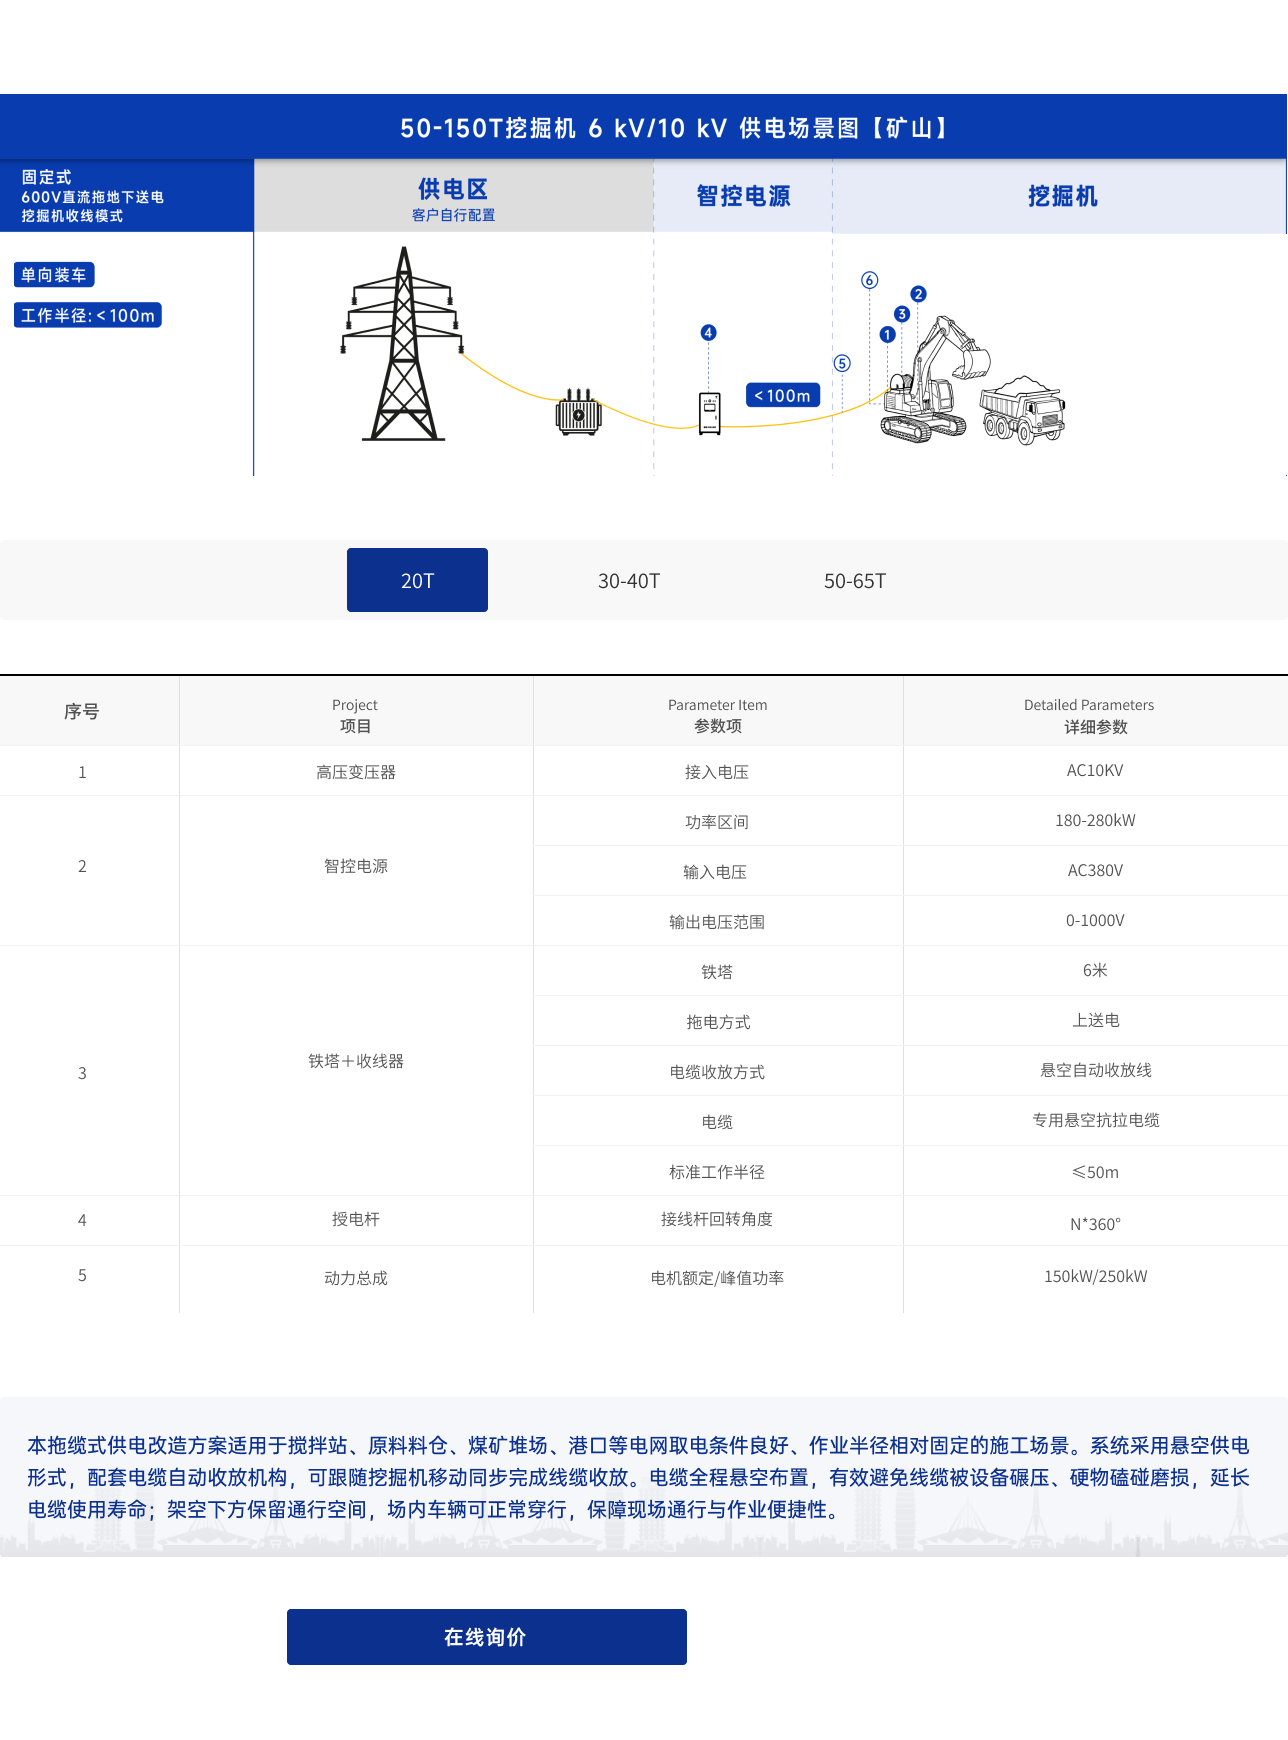 50-150T挖掘机 6 kV/10 kV 供电场景图【矿山】
固定式
600V直流拖地下送电
挖掘机收线模式
供电区
客户自行配置
智控电源
挖掘机
单向装车
工作半径:<100m
⑥
❷
❸
❶
❹
⑤
<100m
20T
30-40T
50-65T
序号
Project
项目
Parameter Item
参数项
Detailed Parameters
详细参数
1
高压变压器
接入电压
AC10KV
2
智控电源
功率区间
180-280kW
输入电压
AC380V
输出电压范围
0-1000V
3
铁塔+收线器
铁塔
6米
拖电方式
上送电
电缆收放方式
悬空自动收放线
电缆
专用悬空抗拉电缆
标准工作半径
≤50m
4
授电杆
接线杆回转角度
N*360°
5
动力总成
电机额定/峰值功率
150kW/250kW
本拖缆式供电改造方案适用于搅拌站、原料料仓、煤矿堆场、港口等电网取电条件良好、作业半径相对固定的施工场景。系统采用悬空供电
形式，配套电缆自动收放机构，可跟随挖掘机移动同步完成线缆收放。电缆全程悬空布置，有效避免线缆被设备碾压、硬物磕碰磨损，延长
电缆使用寿命；架空下方保留通行空间，场内车辆可正常穿行，保障现场通行与作业便捷性。
在线询价